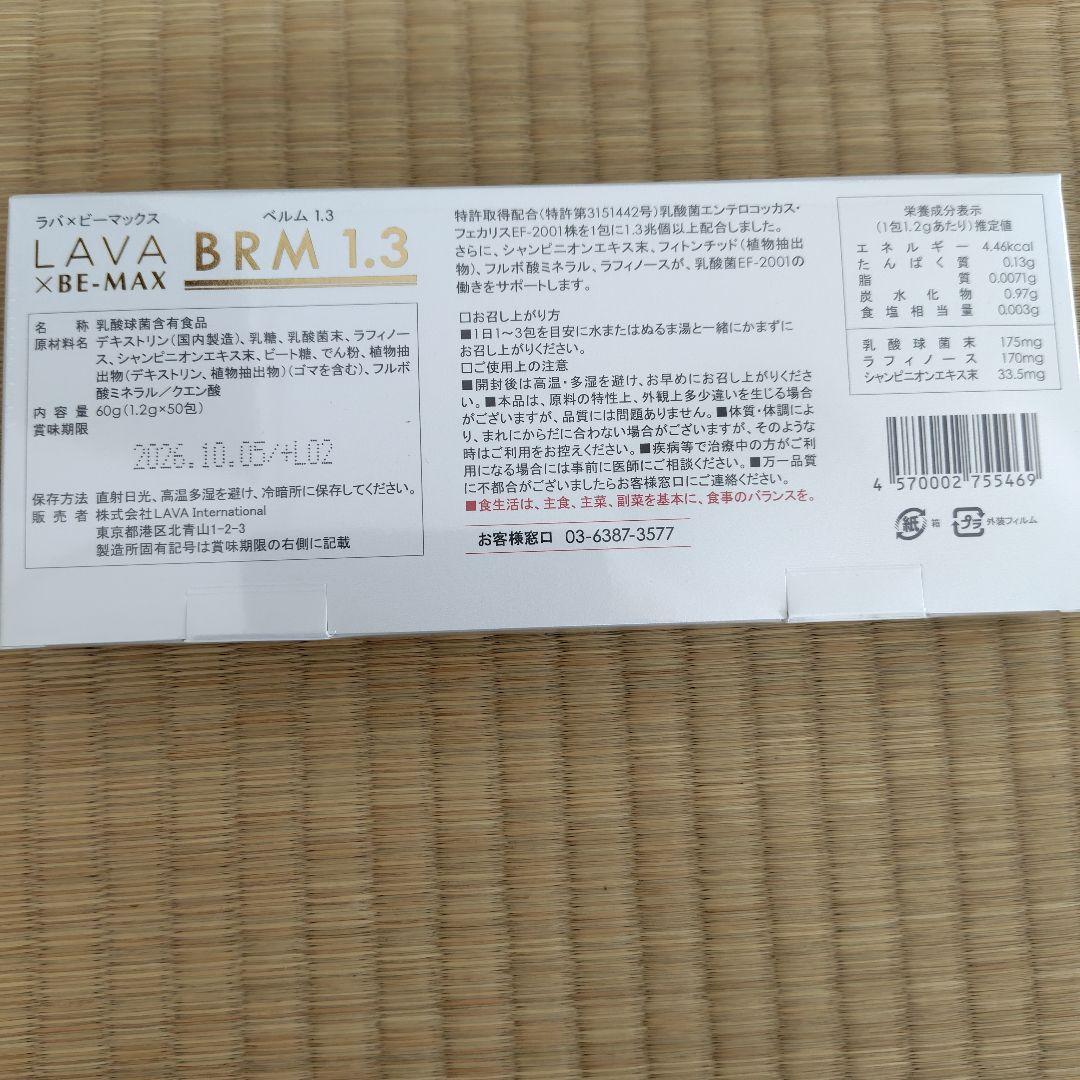 ラバ×ビーマックス
LAVA
×BE-MAX
ベルム 1.3
BRM 1.3
名 称 乳酸球菌含有食品
原材料名 デキストリン(国内製造)、乳糖、乳酸菌末、ラフィノー
ス、シャンピニオンエキス末、ビート糖、でん粉、植物抽
出物(デキストリン、植物抽出物)(ゴマを含む)、フルボ
酸ミネラル/クエン酸
内容量 60g(1.2g×50包)
賞味期限
2026.10.05/+L02
保存方法 直射日光、高温多湿を避け、冷暗所に保存してください。
販売者 株式会社LAVA International
東京都港区北青山1-2-3
製造所固有記号は賞味期限の右側に記載
特許取得配合(特許第3151442号)乳酸菌エンテロコッカス・
フェカリスEF-2001株を1包に1.3兆個以上配合しました。
さらに、シャンピニオンエキス末、フィトンチッド(植物抽出
物)、フルボ酸ミネラル、ラフィノースが、乳酸菌EF-2001の
働きをサポートします。
□お召し上がり方
■1日1〜3包を目安に水またはぬるま湯と一緒にかまずに
お召し上がりください。
□ご使用上の注意
■開封後は高温・多湿を避け、お早めにお召し上がりくださ
い。■本品は、原料の特性上、外観上多少違いを生じる場合
がございますが、品質には問題ありません。■体質・体調によ
り、まれにからだに合わない場合がございますが、そのような
時はご利用をお控えください。■疾病等で治療中の方がご利
用になる場合には事前に医師にご相談ください。■万一品質
に不都合がございましたらお客様窓口にご連絡ください。
■食生活は、主食、主菜、副菜を基本に、食事のバランスを。
お客様窓口 03-6387-3577
栄養成分表示
(1包1.2gあたり)推定値
エネルギー 4.46kcal
たんぱく質 0.13g
脂質 0.0071g
炭水化物 0.97g
食塩相当量 0.003g
乳酸球菌末 175mg
ラフィノース 170mg
シャンピニオンエキス末 33.5mg
4 570002 755469
紙 箱 プラ 外装フィルム